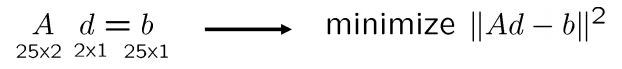 A d = b ⟶ minimize ‖Ad − b‖²
25x2 2x1 25x1